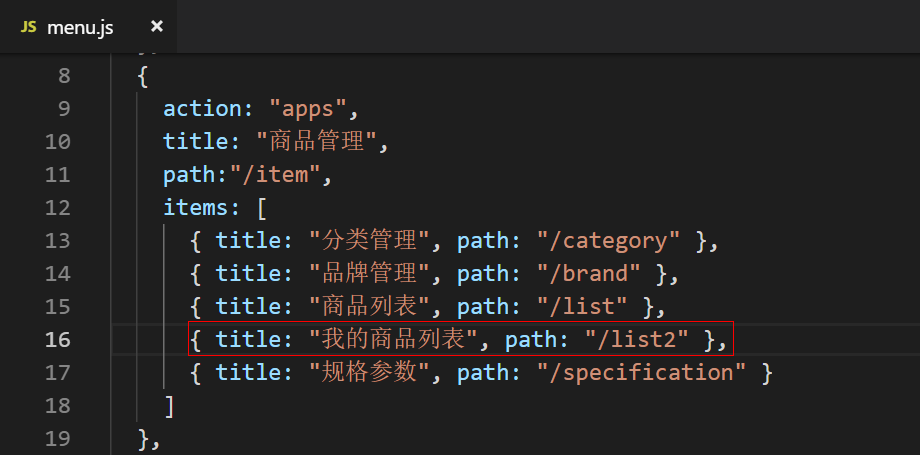 JS menu.js ×
8 {
9 action: "apps",
10 title: "商品管理",
11 path:"/item",
12 items: [
13 { title: "分类管理", path: "/category" },
14 { title: "品牌管理", path: "/brand" },
15 { title: "商品列表", path: "/list" },
16 { title: "我的商品列表", path: "/list2" },
17 { title: "规格参数", path: "/specification" }
18 ]
19 },